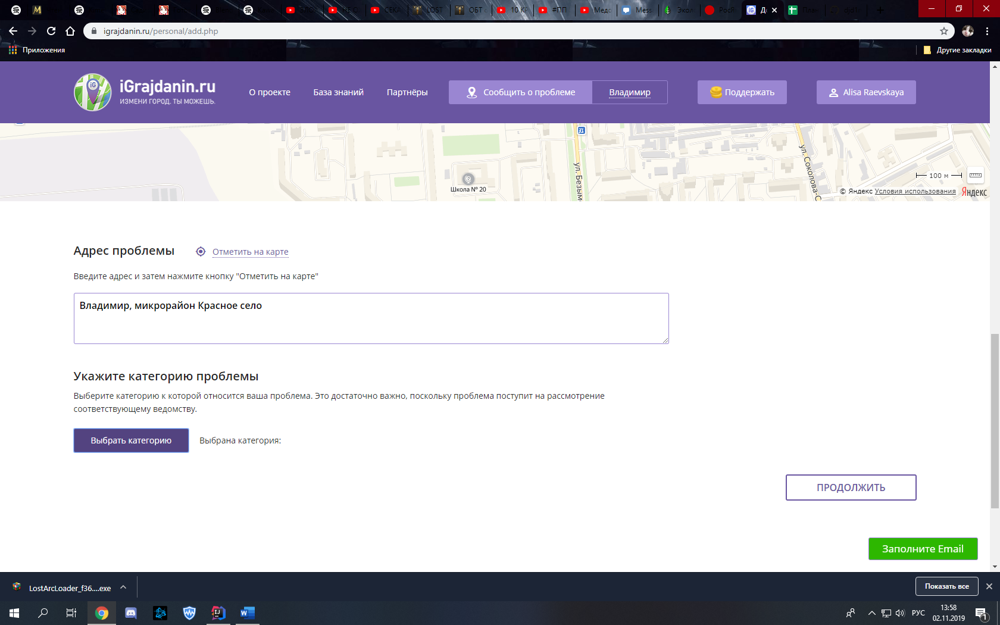 LOST
ОБТ
10 КР
#ПП
Mess
Экол
igrajdanin.ru/personal/add.php
Приложения
Другие закладки
iGrajdanin.ru
ИЗМЕНИ ГОРОД. ТЫ МОЖЕШЬ.
О проекте
База знаний
Партнёры
Сообщить о проблеме
Владимир
Поддержать
Alisa Raevskaya
Школа № 20
ул. Безым
ул. Соколова-С
100 м
© Яндекс Условия использования
Яндекс
Адрес проблемы
Отметить на карте
Введите адрес и затем нажмите кнопку "Отметить на карте"
Владимир, микрорайон Красное село
Укажите категорию проблемы
Выберите категорию к которой относится ваша проблема. Это достаточно важно, поскольку проблема поступит на рассмотрение
соответствующему ведомству.
Выбрать категорию
Выбрана категория:
ПРОДОЛЖИТЬ
Заполните Email
LostArcLoader_f36....exe
Показать все
РУС
13:58
02.11.2019
1